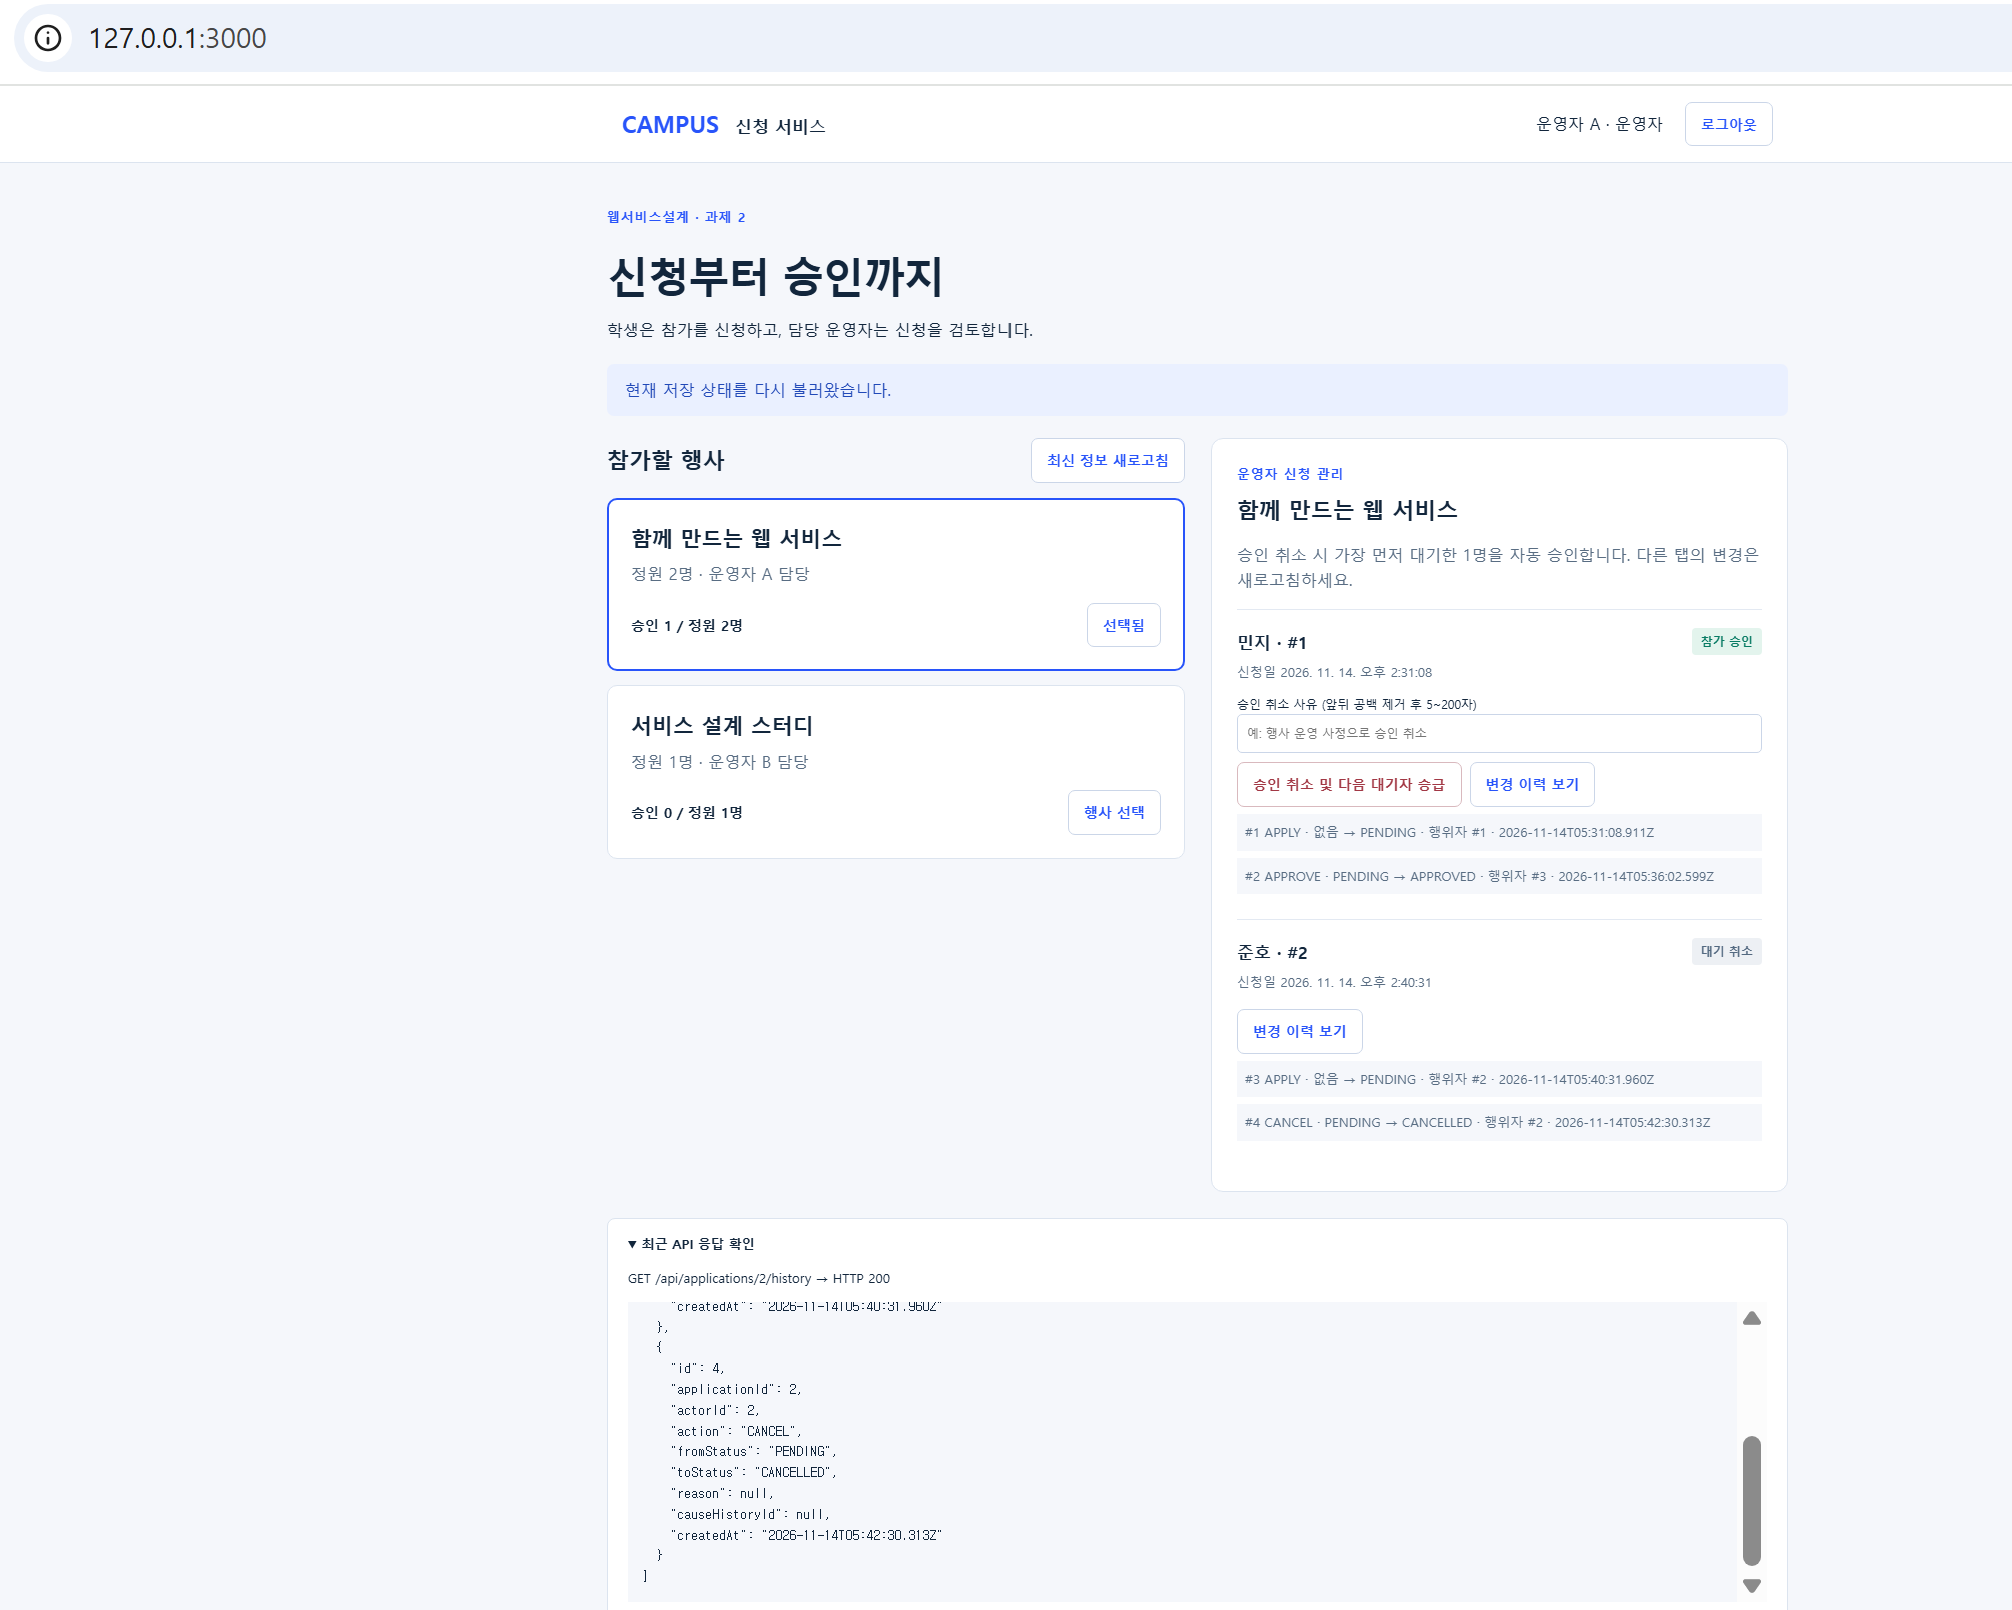 127.0.0.1:3000
CAMPUS 신청 서비스
운영자 A · 운영자
로그아웃
웹서비스설계 · 과제 2
신청부터 승인까지
학생은 참가를 신청하고, 담당 운영자는 신청을 검토합니다.
현재 저장 상태를 다시 불러왔습니다.
참가할 행사
최신 정보 새로고침
함께 만드는 웹 서비스
정원 2명 · 운영자 A 담당
승인 1 / 정원 2명
선택됨
서비스 설계 스터디
정원 1명 · 운영자 B 담당
승인 0 / 정원 1명
행사 선택
운영자 신청 관리
함께 만드는 웹 서비스
승인 취소 시 가장 먼저 대기한 1명을 자동 승인합니다. 다른 탭의 변경은
새로고침하세요.
민지 · #1
참가 승인
신청일 2026. 11. 14. 오후 2:31:08
승인 취소 사유 (앞뒤 공백 제거 후 5~200자)
예: 행사 운영 사정으로 승인 취소
승인 취소 및 다음 대기자 승급
변경 이력 보기
#1 APPLY · 없음 → PENDING · 행위자 #1 · 2026-11-14T05:31:08.911Z
#2 APPROVE · PENDING → APPROVED · 행위자 #3 · 2026-11-14T05:36:02.599Z
준호 · #2
대기 취소
신청일 2026. 11. 14. 오후 2:40:31
변경 이력 보기
#3 APPLY · 없음 → PENDING · 행위자 #2 · 2026-11-14T05:40:31.960Z
#4 CANCEL · PENDING → CANCELLED · 행위자 #2 · 2026-11-14T05:42:30.313Z
▼ 최근 API 응답 확인
GET /api/applications/2/history → HTTP 200
"createdAt": "2026-11-14T05:40:31.960Z"
},
{
"id": 4,
"applicationId": 2,
"actorId": 2,
"action": "CANCEL",
"fromStatus": "PENDING",
"toStatus": "CANCELLED",
"reason": null,
"causeHistoryId": null,
"createdAt": "2026-11-14T05:42:30.313Z"
}
]